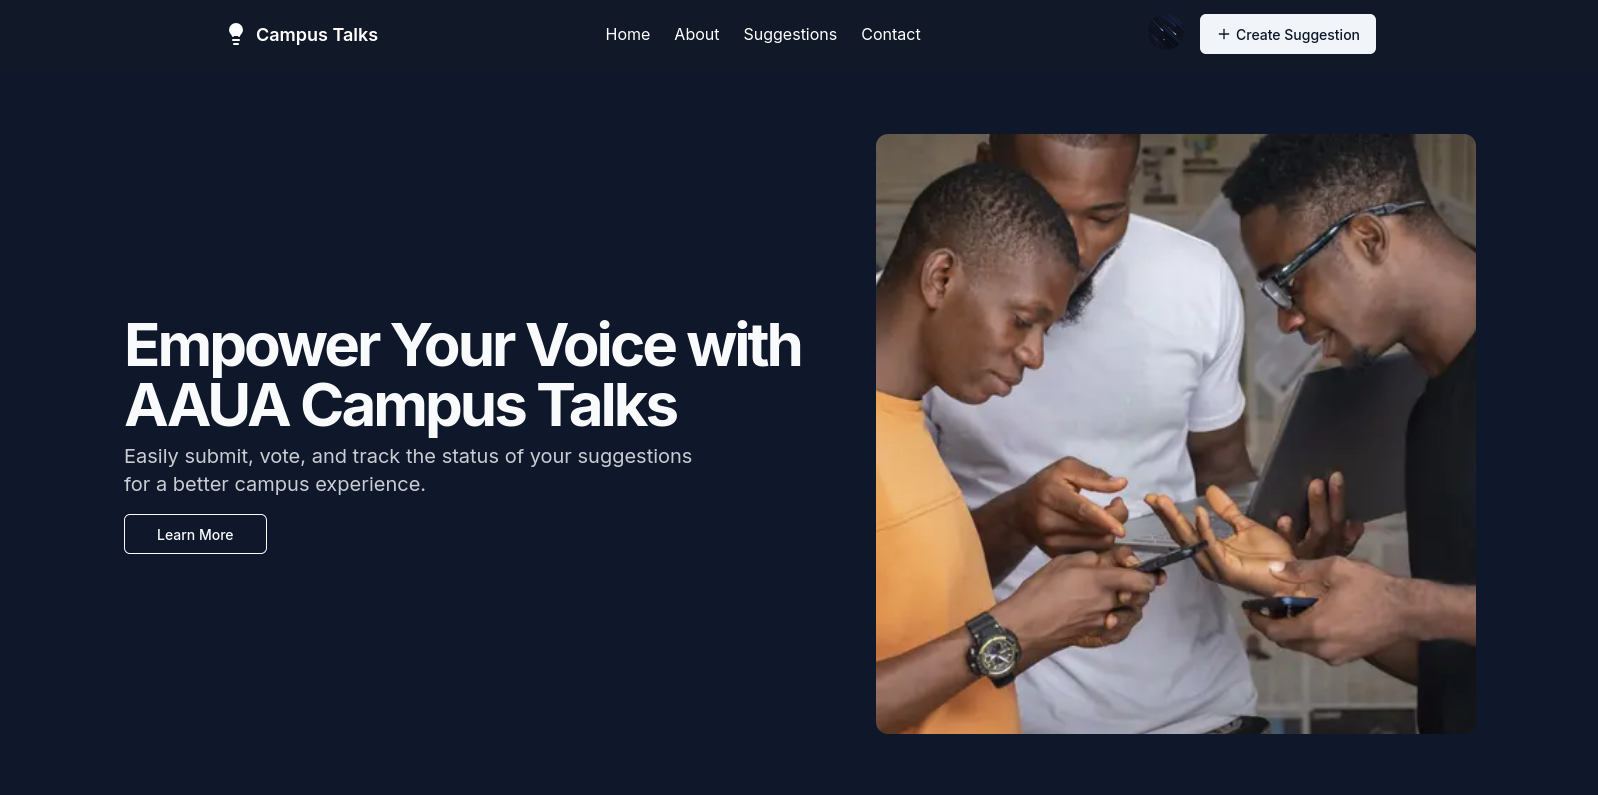 Campus Talks
Home
About
Suggestions
Contact
+ Create Suggestion
Empower Your Voice with
AAUA Campus Talks
Easily submit, vote, and track the status of your suggestions
for a better campus experience.
Learn More